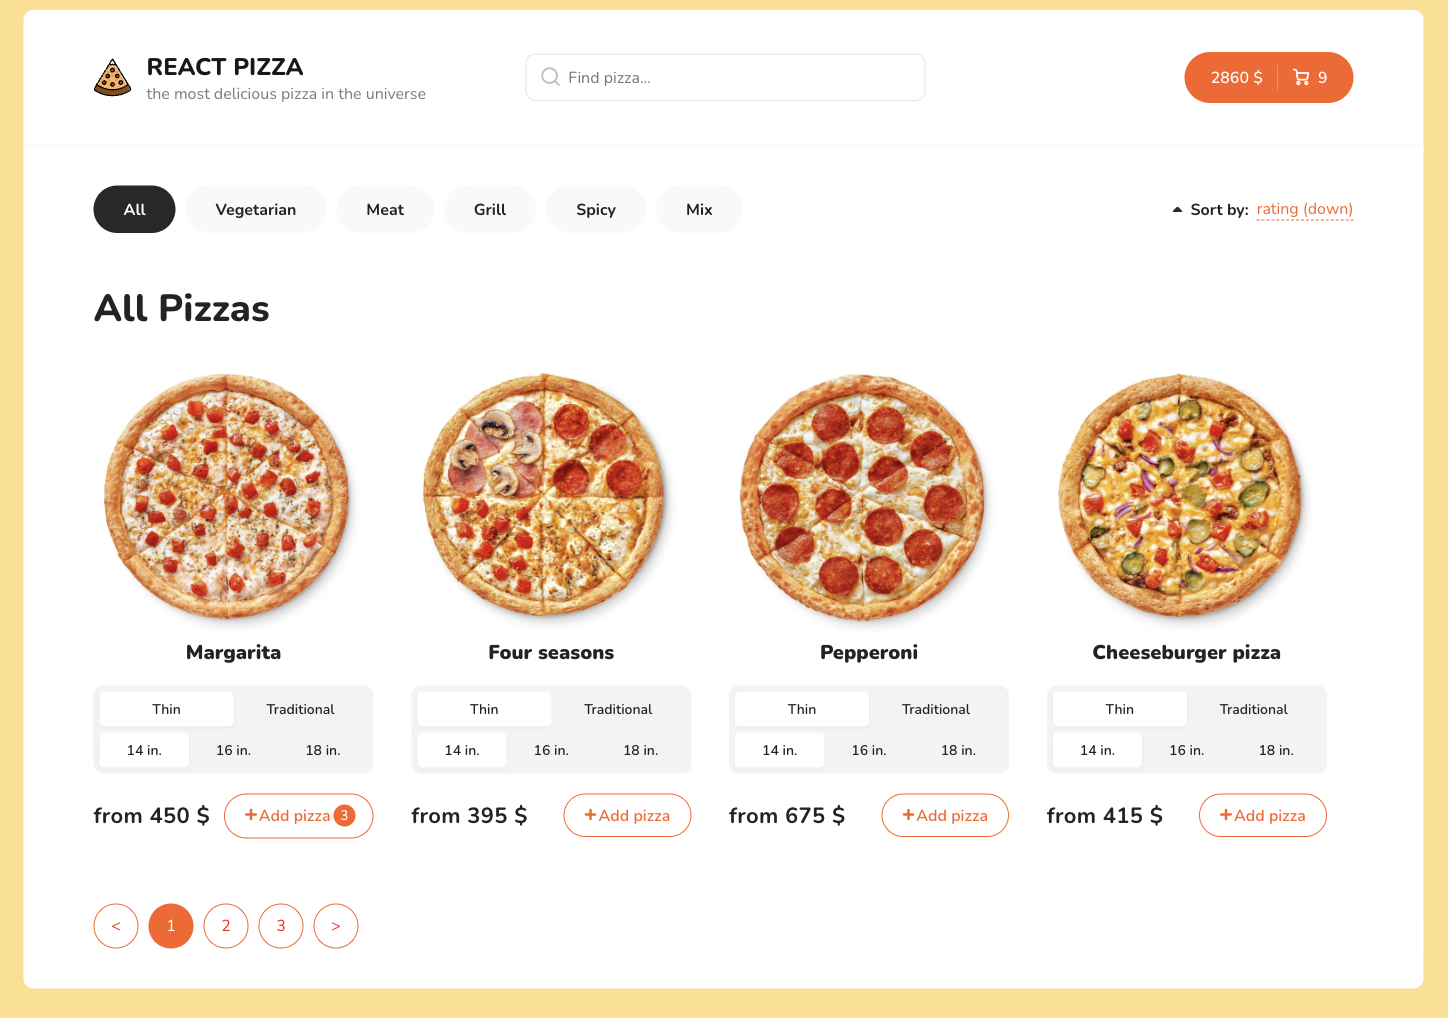 REACT PIZZA
the most delicious pizza in the universe
Find pizza...
2860 $ 9
All Vegetarian Meat Grill Spicy Mix
Sort by: rating (down)
All Pizzas
Margarita Four seasons Pepperoni Cheeseburger pizza
Thin Traditional Thin Traditional Thin Traditional Thin Traditional
14 in. 16 in. 18 in. 14 in. 16 in. 18 in. 14 in. 16 in. 18 in. 14 in. 16 in. 18 in.
from 450 $ +Add pizza 3 from 395 $ +Add pizza from 675 $ +Add pizza from 415 $ +Add pizza
< 1 2 3 >